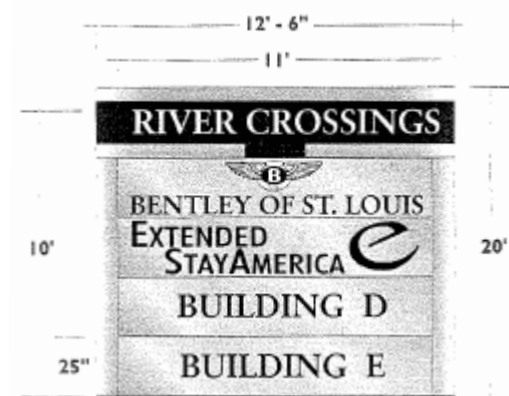 12' - 6"
11'
RIVER CROSSINGS
B
BENTLEY OF ST. LOUIS
EXTENDED
STAYAMERICA e
10'
20'
BUILDING D
BUILDING E
25"